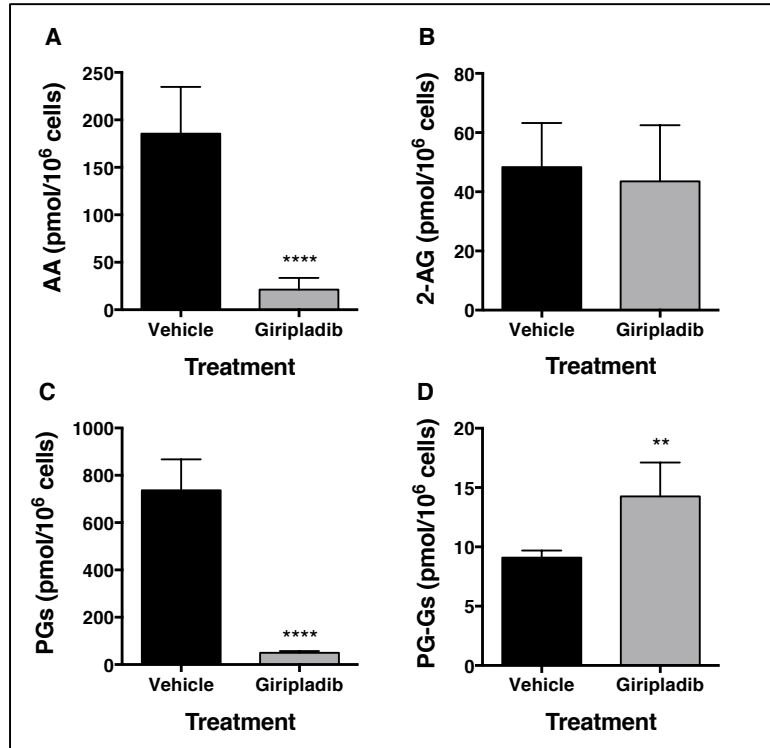 A
AA (pmol/10⁶ cells)
250
200
150
100
50
0
****
Vehicle Giripladib
Treatment
B
2-AG (pmol/10⁶ cells)
80
60
40
20
0
Vehicle Giripladib
Treatment
C
PGs (pmol/10⁶ cells)
1000
800
600
400
200
0
****
Vehicle Giripladib
Treatment
D
PG-Gs (pmol/10⁶ cells)
20
15
10
5
0
**
Vehicle Giripladib
Treatment